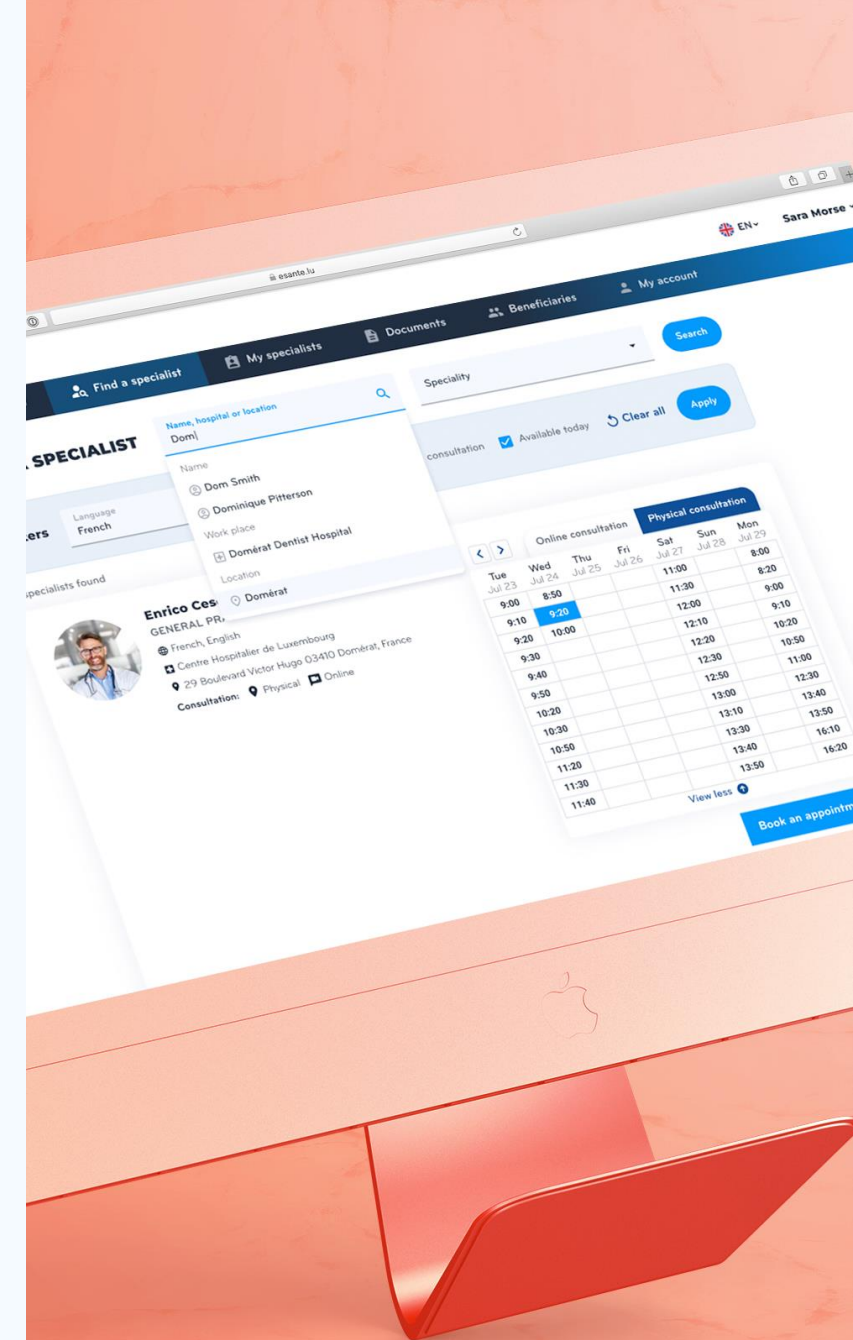 esante.lu
EN
Sara Morse
Find a specialist
My specialists
Documents
Beneficiaries
My account
SPECIALIST
Name, hospital or location
Dom
Speciality
Search
Name
Dom Smith
Dominique Pitterson
Work place
Domérat Dentist Hospital
Location
Domérat
Language
French
consultation
Available today
Clear all
Apply
specialists found
Enrico Ces
GENERAL PR
French, English
Centre Hospitalier de Luxembourg
29 Boulevard Victor Hugo 03410 Domérat, France
Consultation: Physical Online
Online consultation
Physical consultation
Tue Wed Thu Fri Sat Sun Mon
Jul 23 Jul 24 Jul 25 Jul 26 Jul 27 Jul 28 Jul 29
9:00 8:50 11:00 8:00
9:10 9:20 11:30 8:20
9:20 10:00 12:00 9:00
9:30 12:10 9:10
9:40 12:20 10:20
9:50 12:30 10:50
10:20 12:50 11:00
10:30 13:00 12:30
10:50 13:10 13:40
11:20 13:30 13:50
11:30 13:40 16:10
11:40 13:50 16:20
View less
Book an appointm